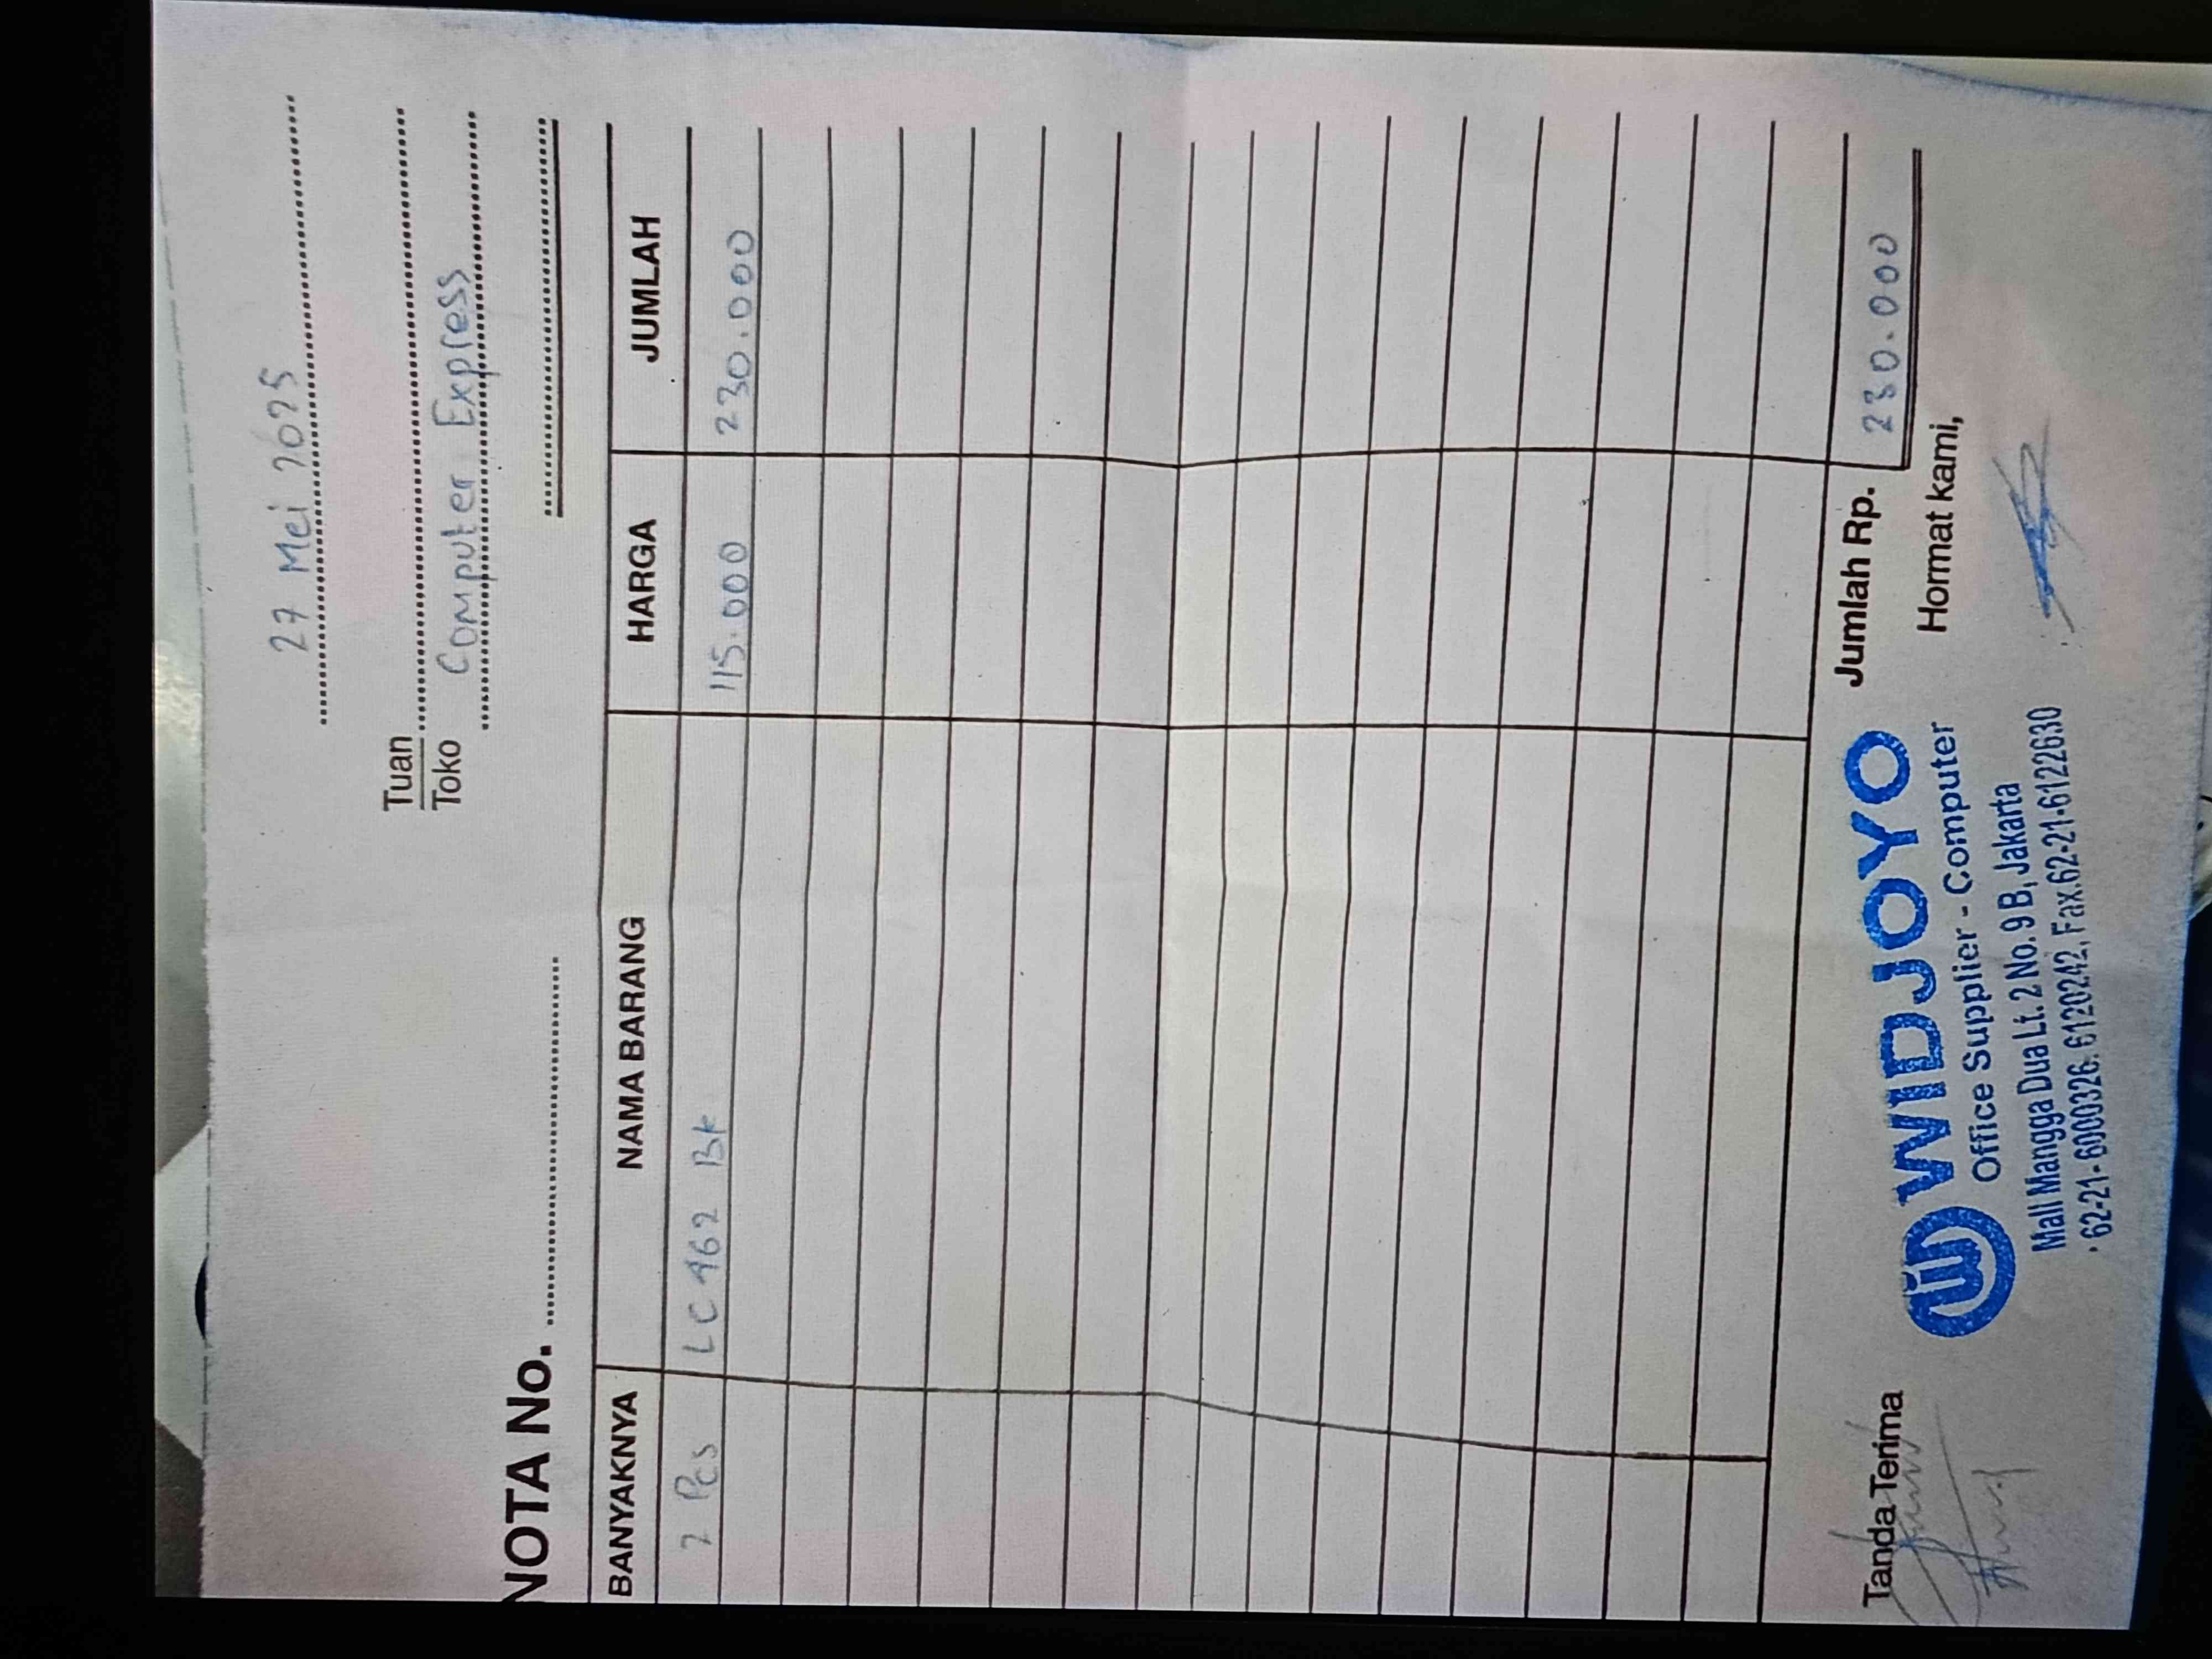 27 Mei 2025
Tuan
Toko Computer Express
NOTA No.
BANYAKNYA NAMA BARANG HARGA JUMLAH
2 Pcs LC 462 Bk 115.000 230.000
Jumlah Rp. 230.000
Tanda Terima Hormat kami,
WIDJOYO
Office Supplier - Computer
Mall Mangga Dua Lt. 2 No. 9 B, Jakarta
62-21-6000326. 6120242, Fax.62-21-6122630